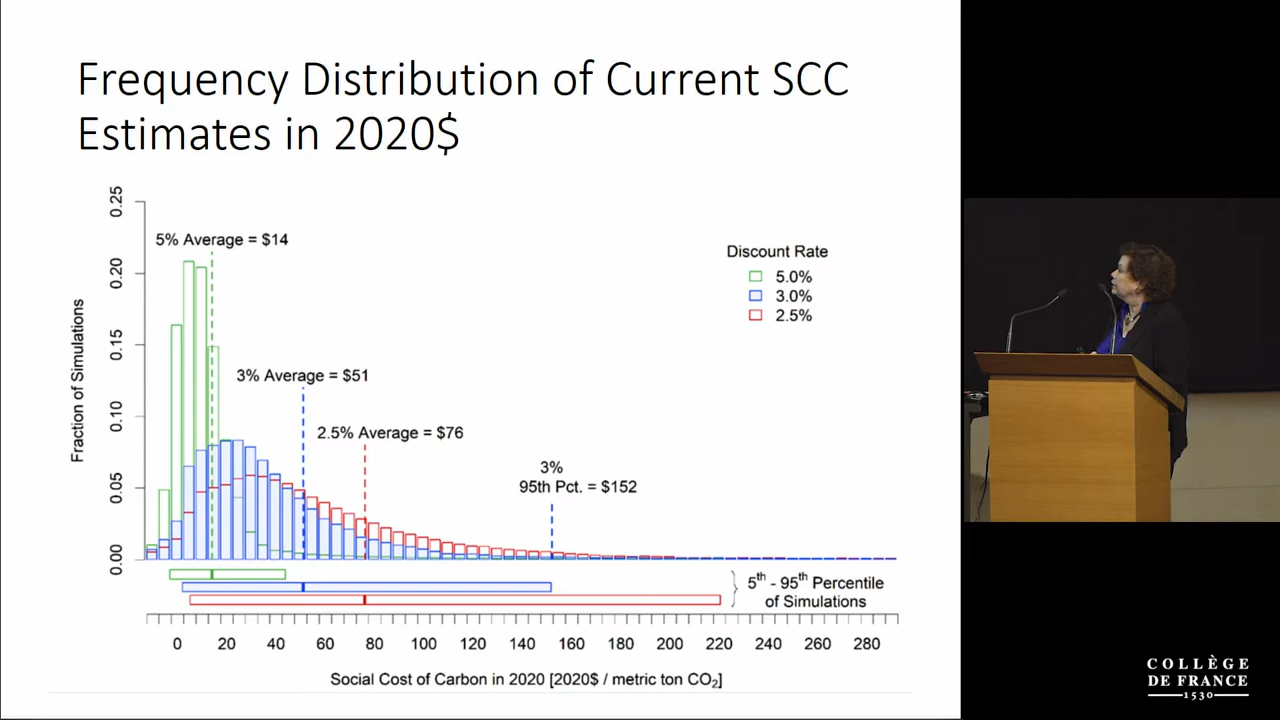 Frequency Distribution of Current SCC
Estimates in 2020$
0.25
0.20
0.15
0.10
0.05
0.00
Fraction of Simulations
5% Average = $14
3% Average = $51
2.5% Average = $76
3%
95th Pct. = $152
Discount Rate
5.0%
3.0%
2.5%
5th - 95th Percentile
of Simulations
0 20 40 60 80 100 120 140 160 180 200 220 240 260 280
Social Cost of Carbon in 2020 [2020$ / metric ton CO2]
COLLÈGE
DE FRANCE
1530